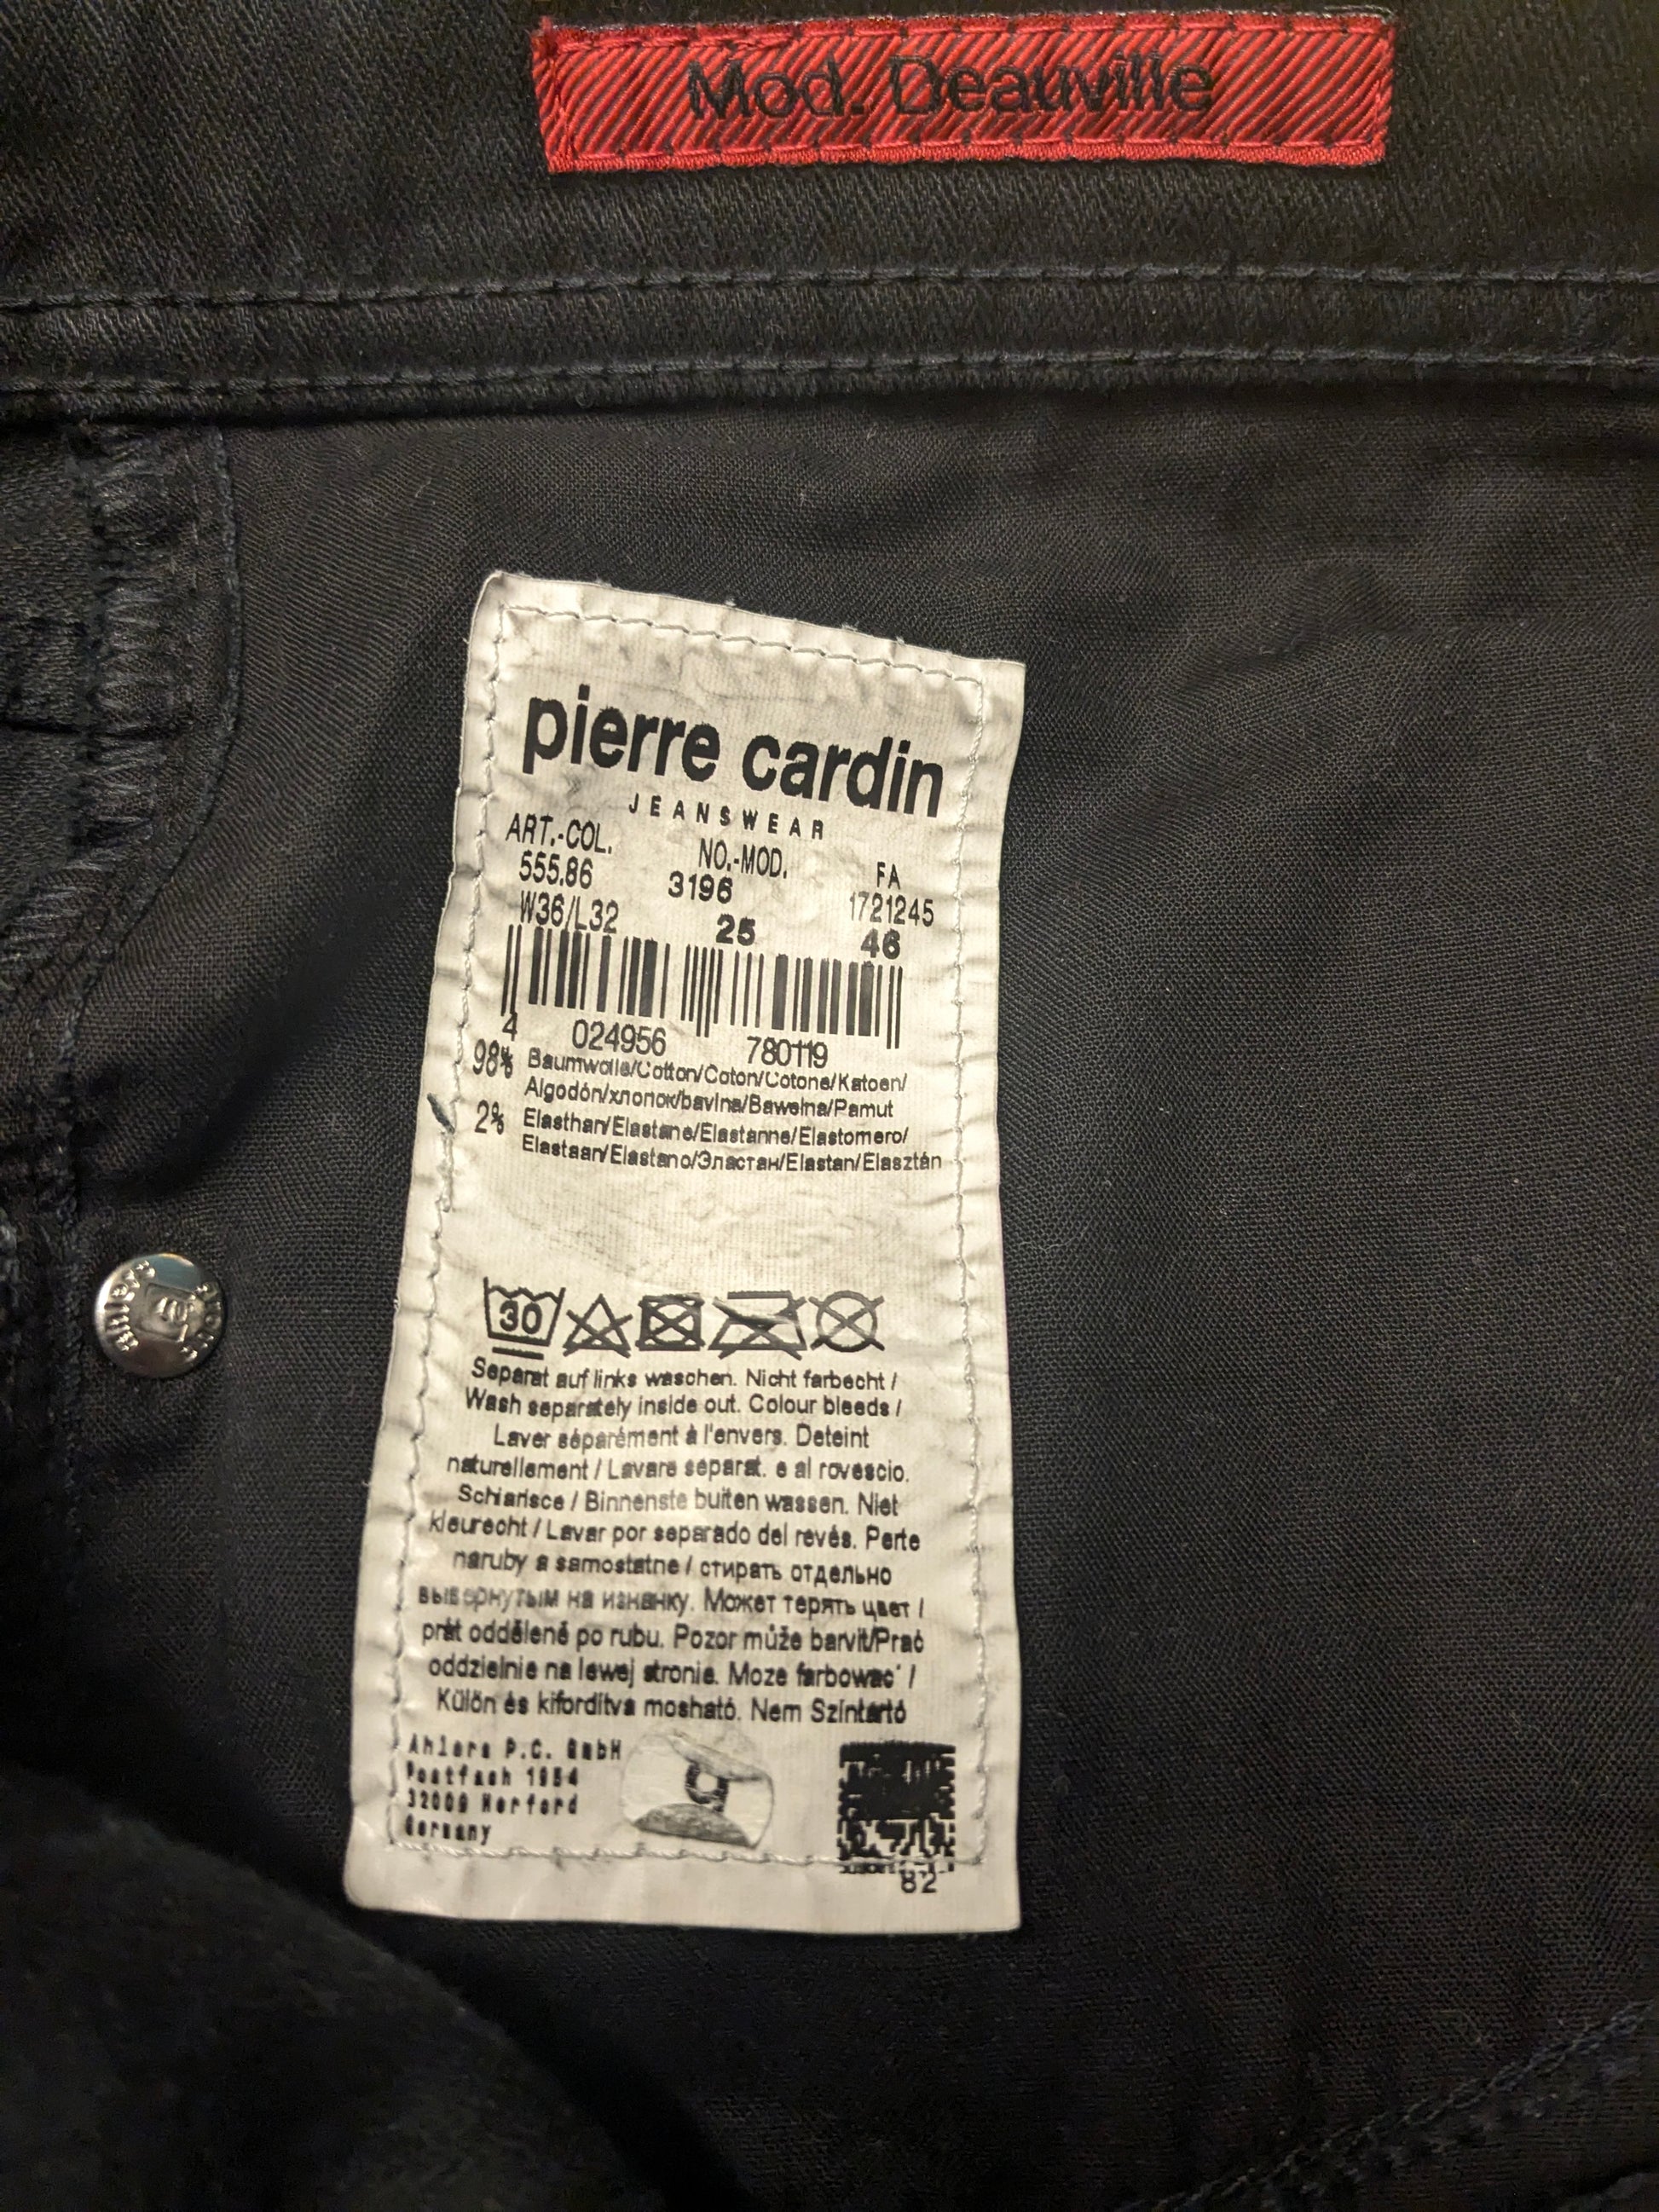 Mod. Deauville
pierre cardin
JEANSWEAR
ART.-COL. NO.-MOD. FA
555.86 3196 1721245
W36/L32 25 46
4 024956 780119
98% Baumwolle/Cotton/Coton/Cotone/Katoen/
Algodón/хлопок/bavlna/Bawełna/Pamut
2% Elasthan/Elastane/Elastanne/Elastomero/
Elastaan/Elastano/Эластан/Elastan/Elasztán
30
Separat auf links waschen. Nicht farbecht /
Wash separately inside out. Colour bleeds /
Laver séparément à l'envers. Deteint
naturellement / Lavare separat. e al rovescio.
Schiarisce / Binnenste buiten wassen. Niet
kleurecht / Lavar por separado del revés. Perte
naruby a samostatne / стирать отдельно
вывернутым на изнанку. Может терять цвет /
prát odděleně po rubu. Pozor může barvit/Prać
oddzielnie na lewej stronie. Moze farbowac' /
Külön és kifordítva mosható. Nem Színtartó
Ahlers P.C. GmbH
Postfach 1954
32009 Herford
Germany
82